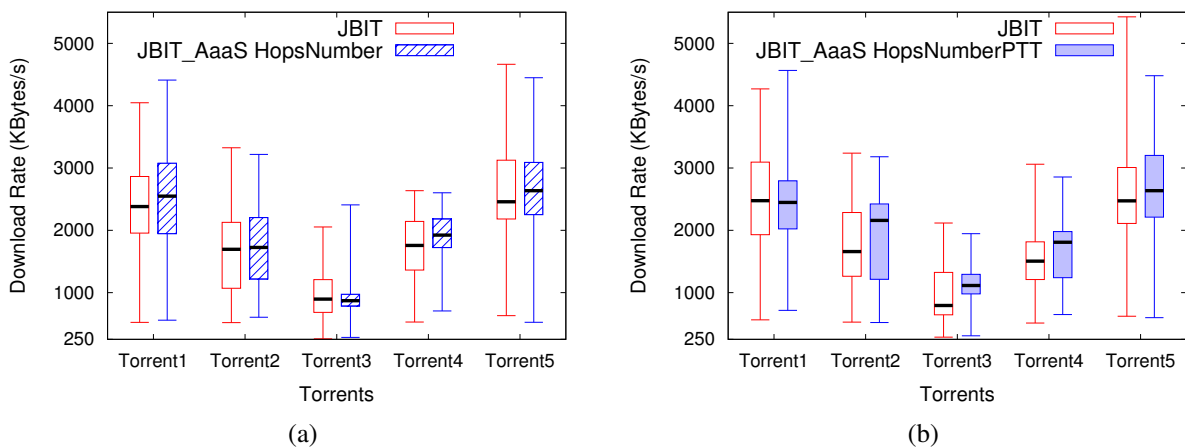 JBIT
JBIT_AaaS HopsNumber
5000
4000
3000
2000
1000
250
Download Rate (KBytes/s)
Torrent1 Torrent2 Torrent3 Torrent4 Torrent5
Torrents
(a)
JBIT
JBIT_AaaS HopsNumberPTT
5000
4000
3000
2000
1000
250
Download Rate (KBytes/s)
Torrent1 Torrent2 Torrent3 Torrent4 Torrent5
Torrents
(b)